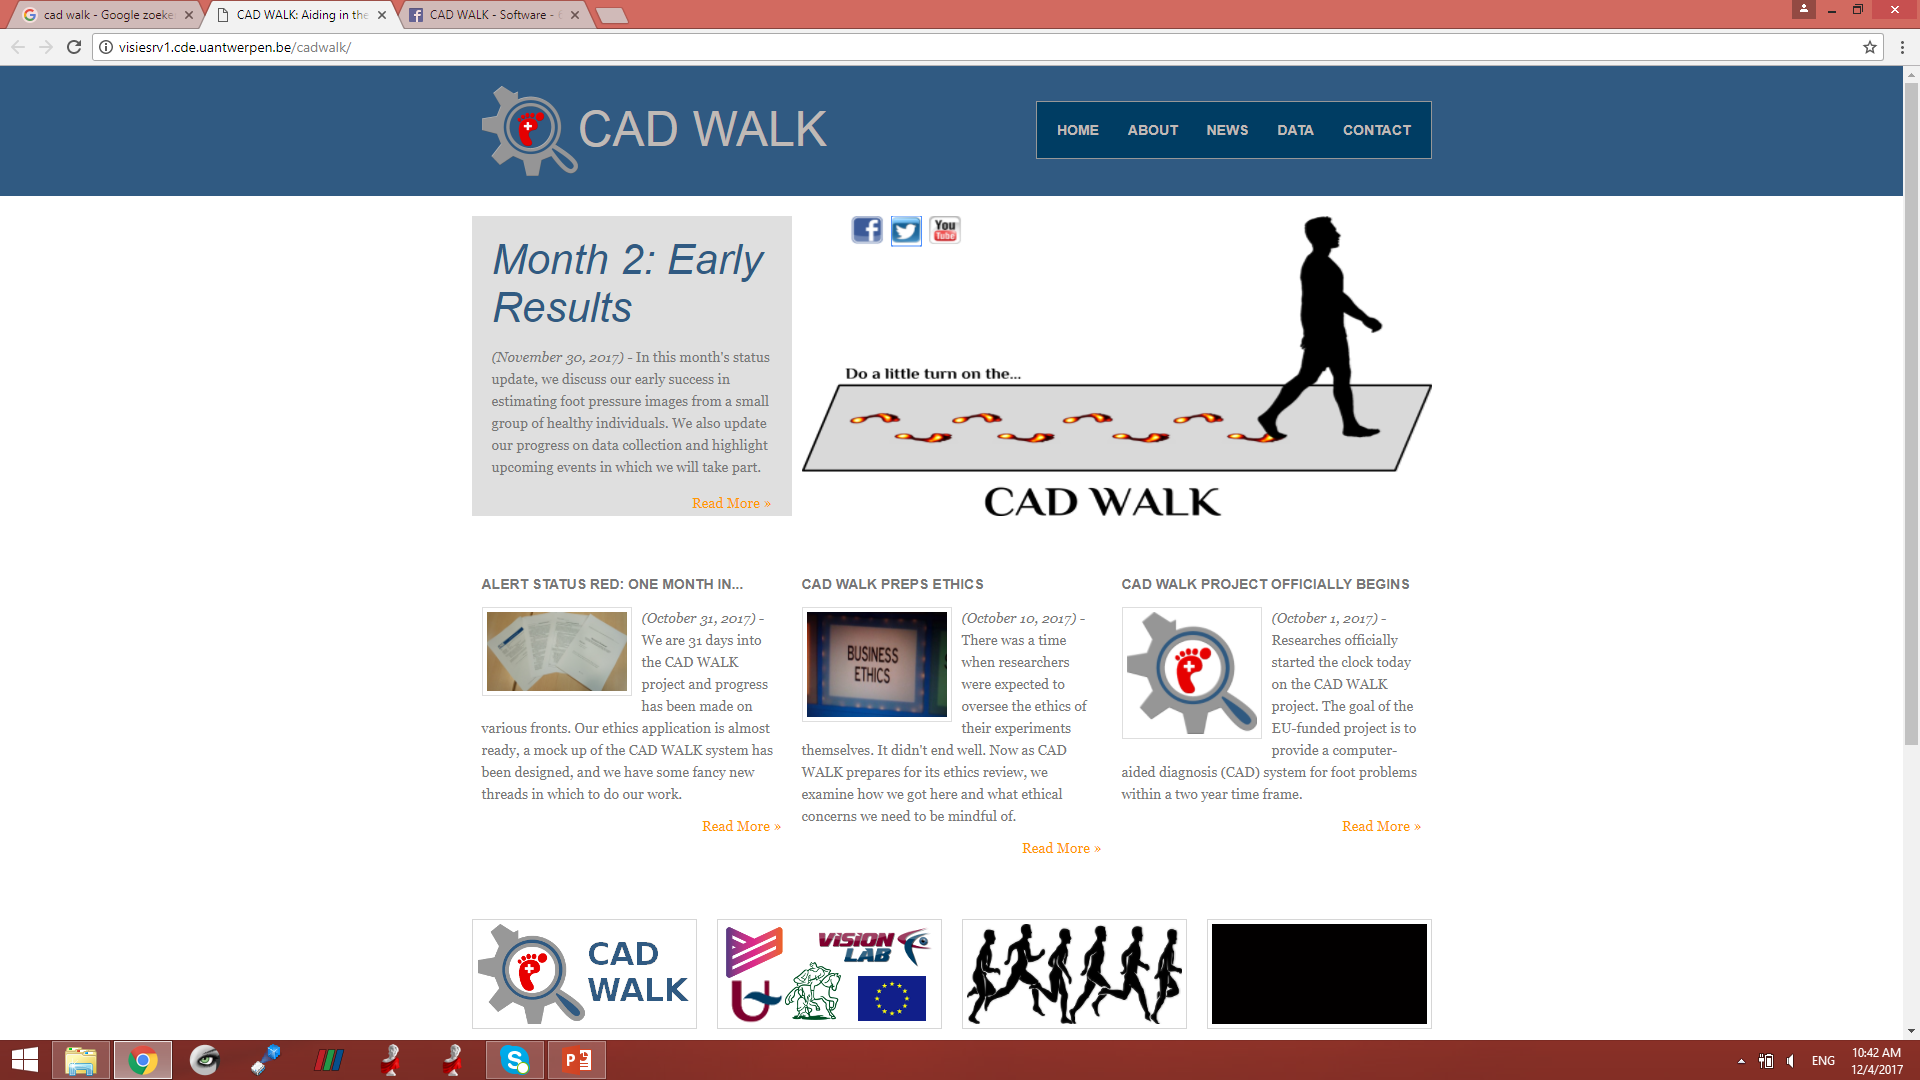 cad walk - Google zoeke
CAD WALK: Aiding in the
CAD WALK - Software -
visiesrv1.cde.uantwerpen.be/cadwalk/
CAD WALK
HOME ABOUT NEWS DATA CONTACT
Month 2: Early
Results
(November 30, 2017) - In this month's status
update, we discuss our early success in
estimating foot pressure images from a small
group of healthy individuals. We also update
our progress on data collection and highlight
upcoming events in which we will take part.
Read More »
You
Tube
Do a little turn on the...
CAD WALK
ALERT STATUS RED: ONE MONTH IN...
(October 31, 2017) -
We are 31 days into
the CAD WALK
project and progress
has been made on
various fronts. Our ethics application is almost
ready, a mock up of the CAD WALK system has
been designed, and we have some fancy new
threads in which to do our work.
Read More »
CAD WALK PREPS ETHICS
BUSINESS
ETHICS
(October 10, 2017) -
There was a time
when researchers
were expected to
oversee the ethics of
their experiments
themselves. It didn't end well. Now as CAD
WALK prepares for its ethics review, we
examine how we got here and what ethical
concerns we need to be mindful of.
Read More »
CAD WALK PROJECT OFFICIALLY BEGINS
(October 1, 2017) -
Researches officially
started the clock today
on the CAD WALK
project. The goal of the
EU-funded project is to
provide a computer-
aided diagnosis (CAD) system for foot problems
within a two year time frame.
Read More »
CAD
WALK
VISION
LAB
ENG
10:42 AM
12/4/2017